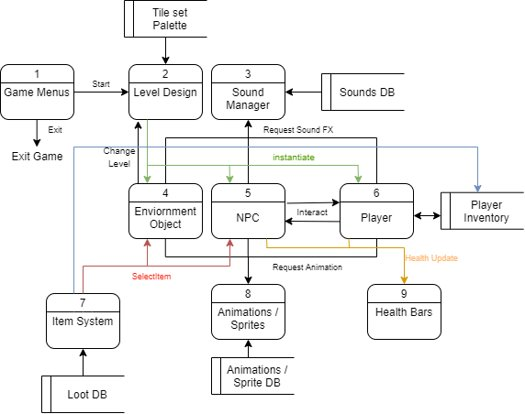 Tile set
Palette
1
Game Menus
Start
2
Level Design
3
Sound
Manager
Sounds DB
Exit
Exit Game
Change
Level
Request Sound FX
instantiate
4
Enviornment
Object
5
NPC
Interact
6
Player
Player
Inventory
SelectItem
Request Animation
Health Update
7
Item System
8
Animations /
Sprites
9
Health Bars
Loot DB
Animations /
Sprite DB